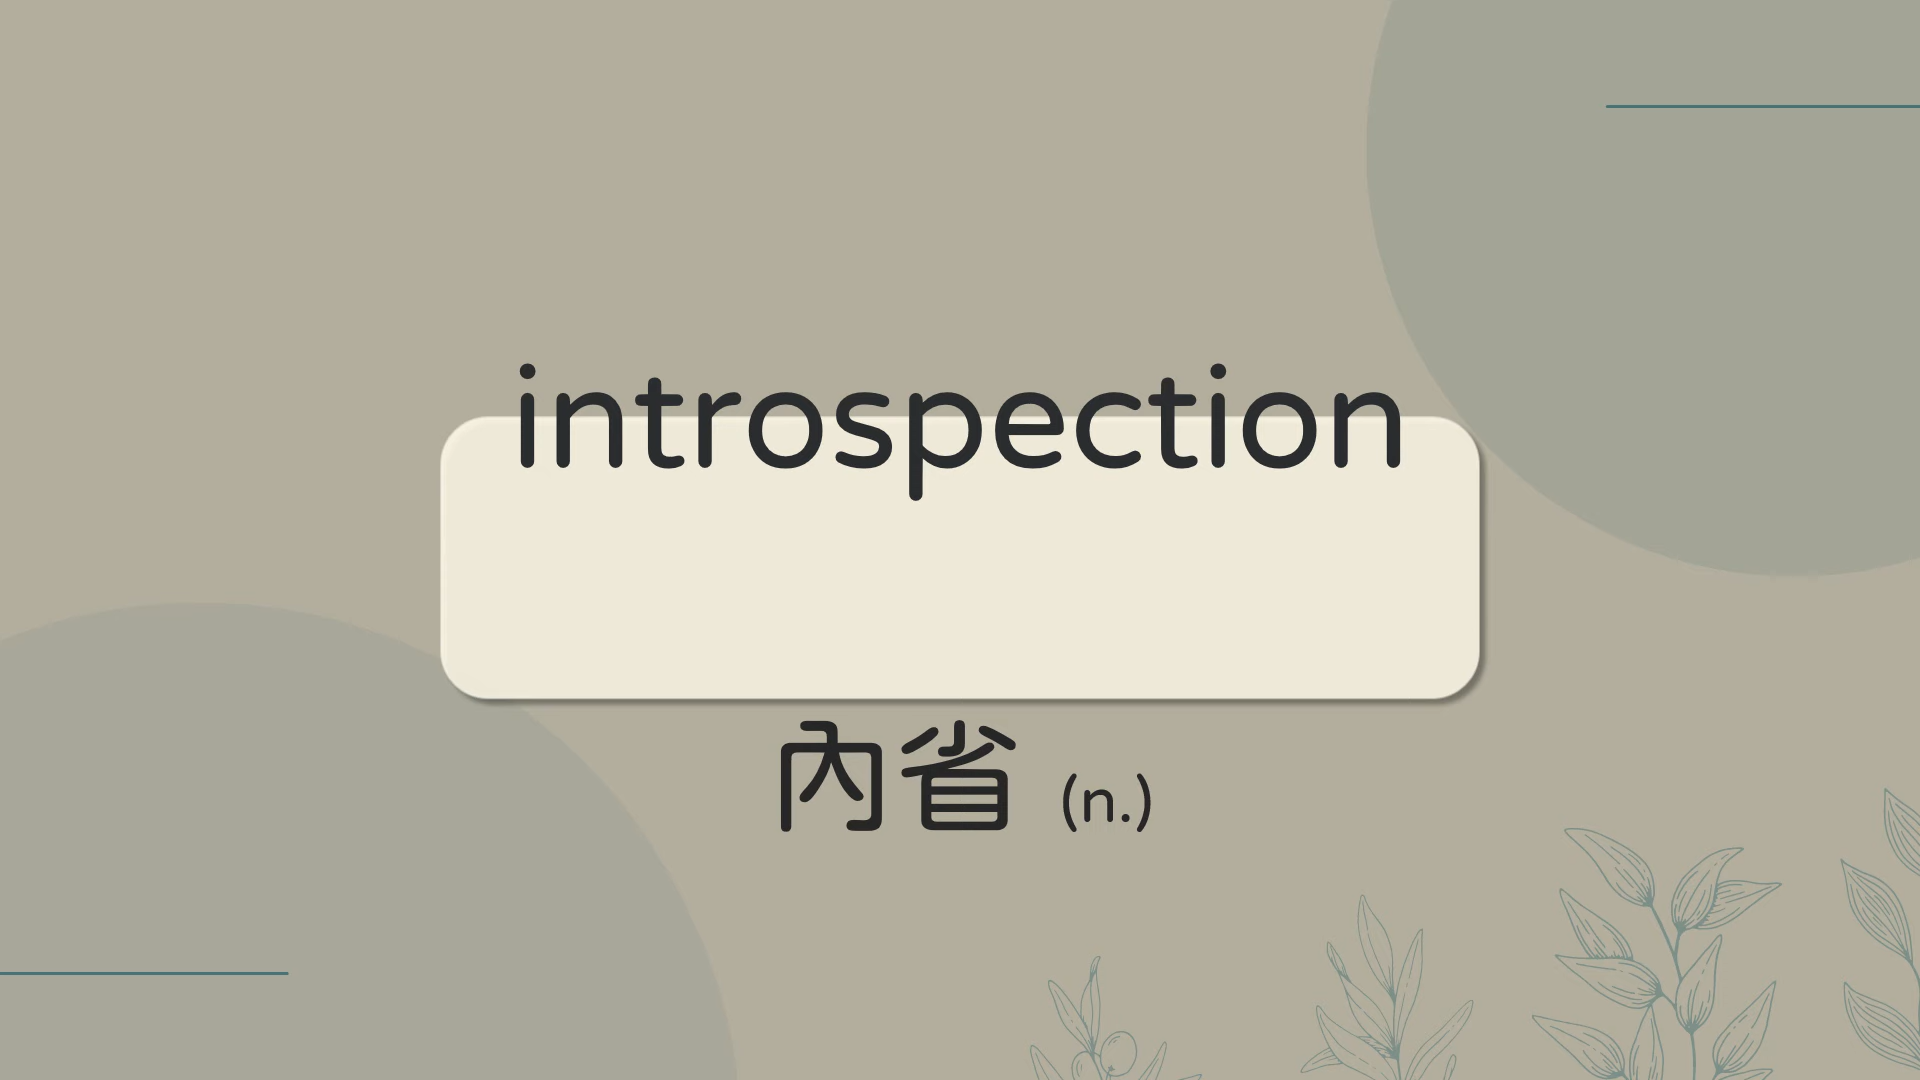 introspection
內省 (n.)